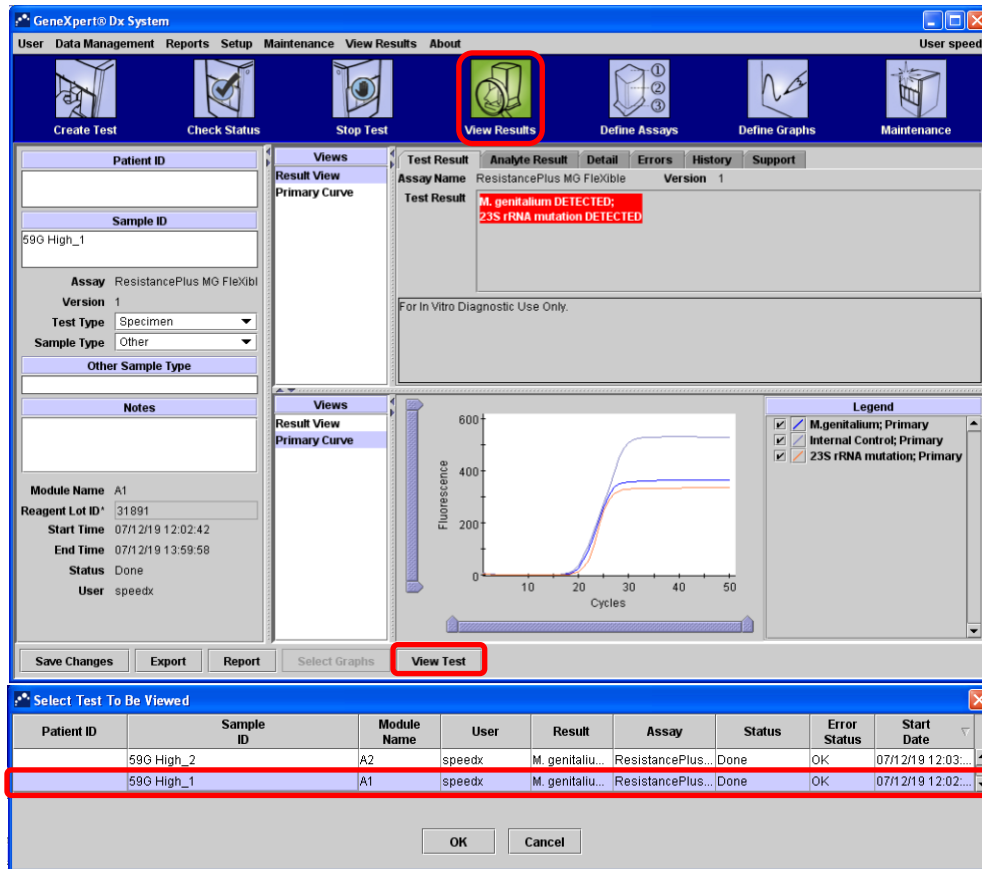 GeneXpert® Dx System
User Data Management Reports Setup Maintenance View Results About User speed
Create Test Check Status Stop Test View Results Define Assays Define Graphs Maintenance
Patient ID
Sample ID
59G High_1
Assay ResistancePlus MG FleXibl
Version 1
Test Type Specimen
Sample Type Other
Other Sample Type
Notes
Module Name A1
Reagent Lot ID* 31891
Start Time 07/12/19 12:02:42
End Time 07/12/19 13:59:58
Status Done
User speedx
Views
Result View
Primary Curve
Test Result Analyte Result Detail Errors History Support
Assay Name ResistancePlus MG FleXible Version 1
Test Result M. genitalium DETECTED;
23S rRNA mutation DETECTED
For In Vitro Diagnostic Use Only.
Views
Result View
Primary Curve
600
400
200
0
Fluorescence
10 20 30 40 50
Cycles
Legend
M.genitalium; Primary
Internal Control; Primary
23S rRNA mutation; Primary
Save Changes Export Report Select Graphs View Test
Select Test To Be Viewed
Patient ID Sample ID Module Name User Result Assay Status Error Status Start Date
59G High_2 A2 speedx M. genitaliu... ResistancePlus... Done OK 07/12/19 12:03:...
59G High_1 A1 speedx M. genitaliu... ResistancePlus... Done OK 07/12/19 12:02:...
OK Cancel